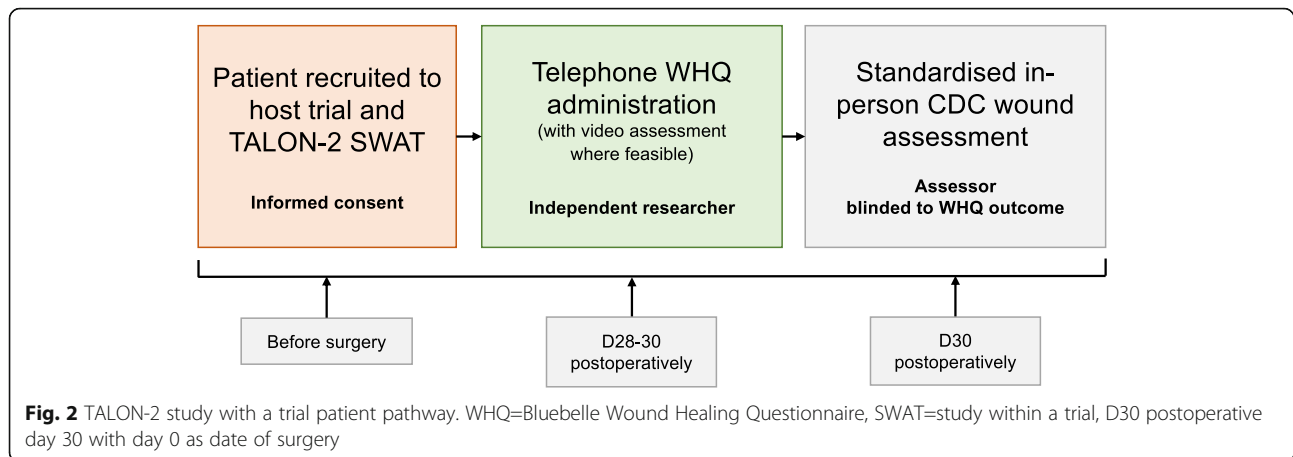 Patient recruited to
host trial and
TALON-2 SWAT
Informed consent
Telephone WHQ
administration
(with video assessment
where feasible)
Independent researcher
Standardised in-
person CDC wound
assessment
Assessor
blinded to WHQ outcome
Before surgery
D28-30
postoperatively
D30
postoperatively
Fig. 2 TALON-2 study with a trial patient pathway. WHQ=Bluebelle Wound Healing Questionnaire, SWAT=study within a trial, D30 postoperative
day 30 with day 0 as date of surgery